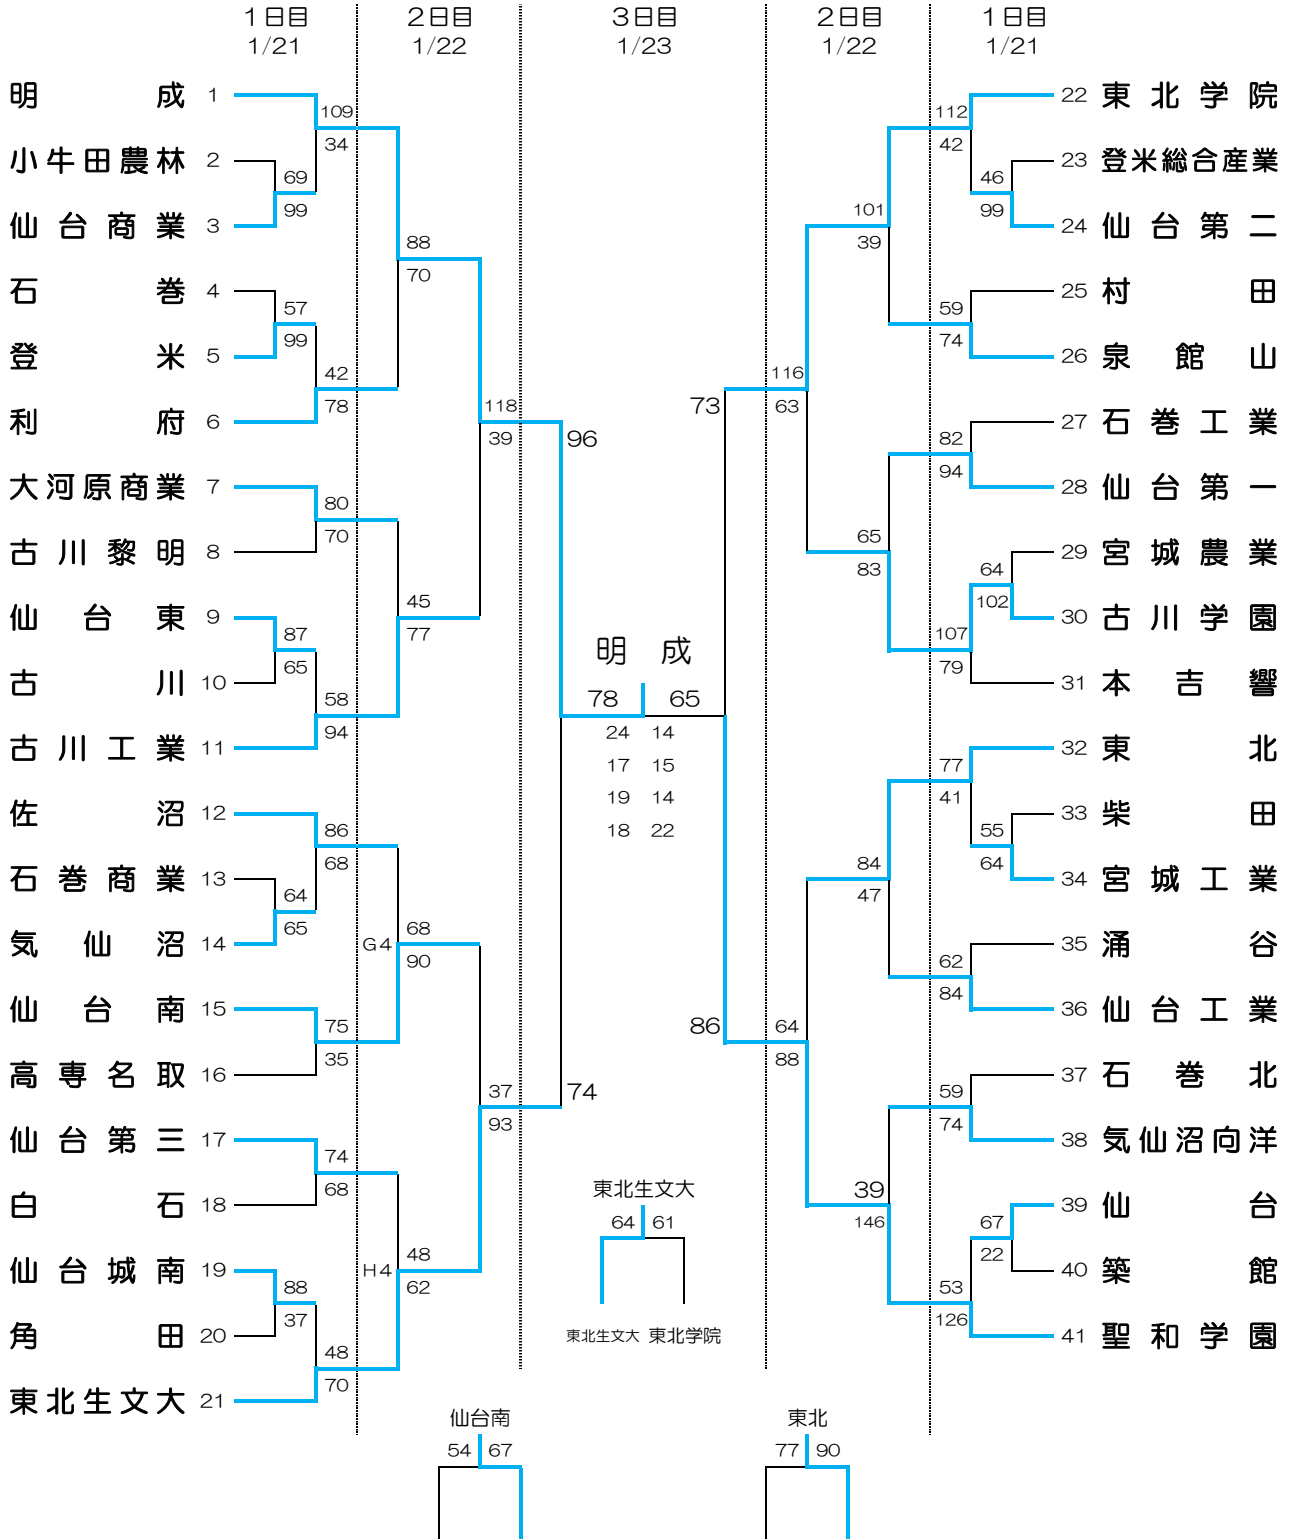 1日目 2日目 3日目 2日目 1日目
1/21 1/22 1/23 1/22 1/21
明成 1 109 112 22 東北学院
34 42
小牛田農林 2 23 登米総合産業
69 46
99 99
仙台商業 3 101 24 仙台第二
88 39
70
石巻 4 25 村田
57 59
99 74
登米 5 26 泉館山
42 116
78 118 73 63
利府 6 27 石巻工業
39 96 82
94
大河原商業 7 28 仙台第一
80 65
70 83
古川黎明 8 29 宮城農業
64
45 102
仙台東 9 30 古川学園
87 77 107
65 明成 79
古川 10 31 本吉響
58 78 65
94 24 14
古川工業 11 32 東北
17 15 77
19 14 41
佐沼 12 33 柴田
86 18 22 55
68 84 64
石巻商業 13 34 宮城工業
64 47
65 68
気仙沼 14 G4 35 涌谷
90 62
84
仙台南 15 36 仙台工業
75 86 64
35 88
高専名取 16 37 石巻北
37 74 59
93 74
仙台第三 17 38 気仙沼向洋
74
68 東北生文大 39
白石 18 39 仙台
64 61 146 67
48 22
仙台城南 19 H4 40 築館
88 62 53
37 126
角田 20 東北生文大 東北学院 41 聖和学園
48
70
東北生文大 21
仙台南 東北
54 67 77 90